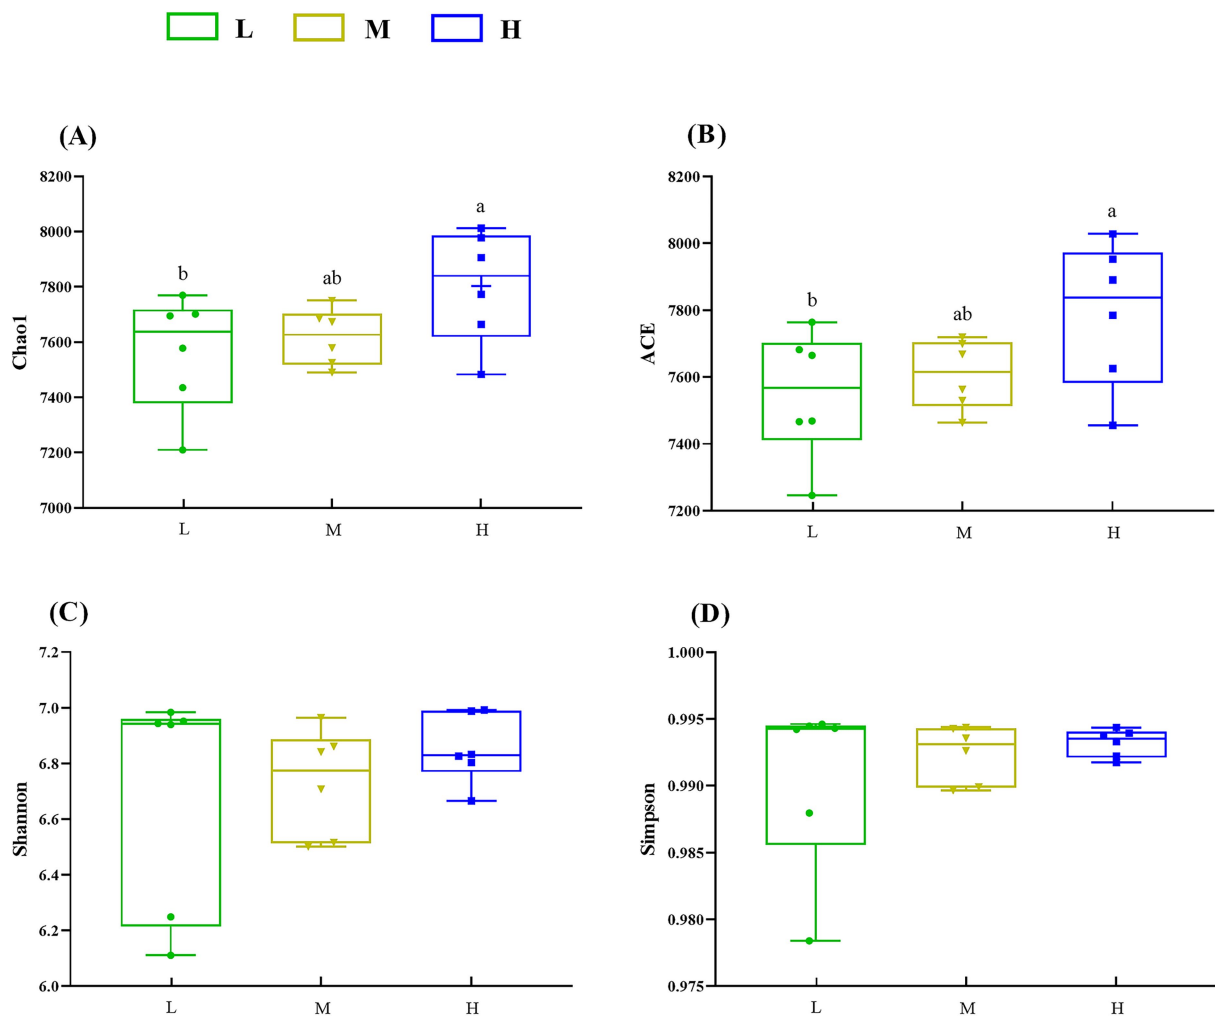 L M H
(A)
8200
8000
7800
7600
7400
7200
7000
Chao1
b
ab
a
L M H
(B)
8200
8000
7800
7600
7400
7200
ACE
b
ab
a
L M H
(C)
7.2
7.0
6.8
6.6
6.4
6.2
6.0
Shannon
L M H
(D)
1.000
0.995
0.990
0.985
0.980
0.975
Simpson
L M H